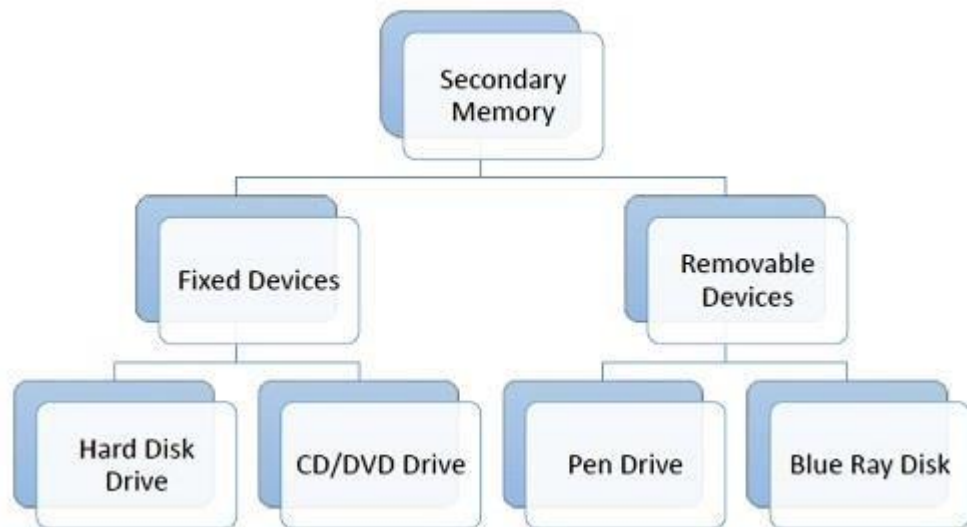 Secondary
Memory
Fixed Devices
Removable
Devices
Hard Disk
Drive
CD/DVD Drive
Pen Drive
Blue Ray Disk